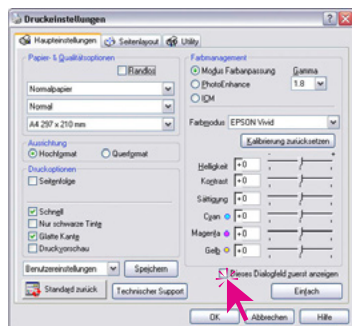 Druckeinstellungen
Haupteinstellungen Seitenlayout Utility
Papier- & Qualitätsoptionen
Randlos
Normalpapier
Normal
A4 297 x 210 mm
Ausrichtung
Hochformat Querformat
Druckoptionen
Seitenfolge
Schnell
Nur schwarze Tinte
Glatte Kante
Druckvorschau
Benutzereinstellungen Speichern
Standard zurück Technischer Support
Farbmanagement
Modus Farbanpassung Gamma
PhotoEnhance 1.8
ICM
Farbmodus EPSON Vivid
Kalibrierung zurücksetzen
Helligkeit +0
Kontrast +0
Sättigung +0
Cyan +0
Magenta +0
Gelb +0
Dieses Dialogfeld zuerst anzeigen
Einfach
OK Abbrechen Hilfe